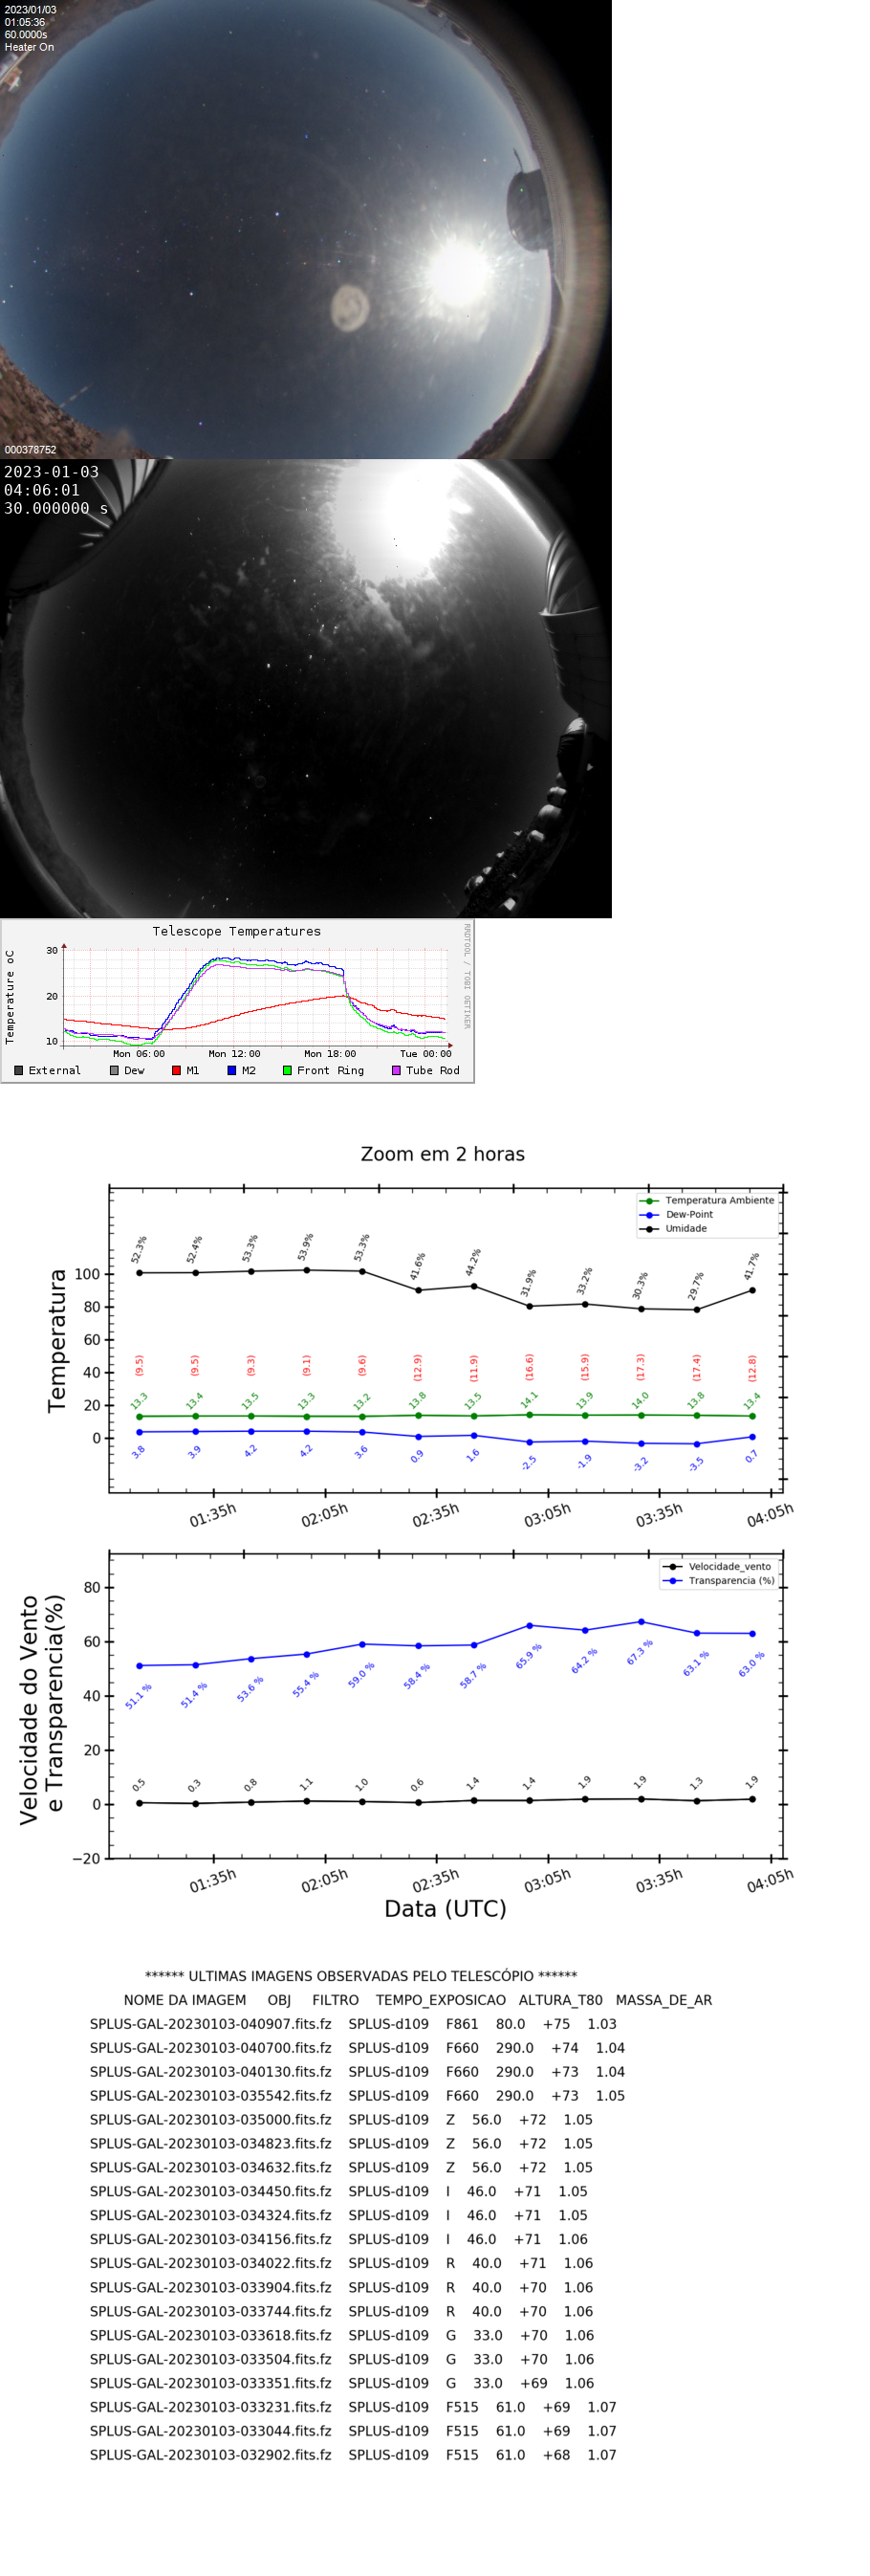 2023/01/03
01:05:36
60.0000s
Heater On
000378752
2023-01-03
04:06:01
30.000000 s
Telescope Temperatures
RRDTOOL / TOBI OETIKER
Temperature oC
30
20
10
Mon 06:00 Mon 12:00 Mon 18:00 Tue 00:00
External Dew M1 M2 Front Ring Tube Rod
Zoom em 2 horas
Temperatura Ambiente
Dew-Point
Umidade
52.3% 52.4% 53.3% 53.9% 53.3% 41.6% 44.2% 31.9% 33.2% 30.3% 29.7% 41.7%
Temperatura
100
80
60
40
20
0
(9.5) (9.5) (9.3) (9.1) (9.6) (12.9) (11.9) (16.6) (15.9) (17.3) (17.4) (12.8)
13.3 13.4 13.5 13.3 13.2 13.8 13.5 14.1 13.9 14.0 13.8 13.4
3.8 3.9 4.2 4.2 3.6 0.9 1.6 -2.5 -1.9 -3.2 -3.5 0.7
01:35h 02:05h 02:35h 03:05h 03:35h 04:05h
Velocidade_vento
Transparencia (%)
Velocidade do Vento
e Transparencia(%)
80
60
40
20
0
−20
51.1 % 51.4 % 53.6 % 55.4 % 59.0 % 58.4 % 58.7 % 65.9 % 64.2 % 67.3 % 63.1 % 63.0 %
0.5 0.3 0.8 1.1 1.0 0.6 1.4 1.4 1.9 1.9 1.3 1.9
01:35h 02:05h 02:35h 03:05h 03:35h 04:05h
Data (UTC)
****** ULTIMAS IMAGENS OBSERVADAS PELO TELESCÓPIO ******
NOME DA IMAGEM OBJ FILTRO TEMPO_EXPOSICAO ALTURA_T80 MASSA_DE_AR
SPLUS-GAL-20230103-040907.fits.fz SPLUS-d109 F861 80.0 +75 1.03
SPLUS-GAL-20230103-040700.fits.fz SPLUS-d109 F660 290.0 +74 1.04
SPLUS-GAL-20230103-040130.fits.fz SPLUS-d109 F660 290.0 +73 1.04
SPLUS-GAL-20230103-035542.fits.fz SPLUS-d109 F660 290.0 +73 1.05
SPLUS-GAL-20230103-035000.fits.fz SPLUS-d109 Z 56.0 +72 1.05
SPLUS-GAL-20230103-034823.fits.fz SPLUS-d109 Z 56.0 +72 1.05
SPLUS-GAL-20230103-034632.fits.fz SPLUS-d109 Z 56.0 +72 1.05
SPLUS-GAL-20230103-034450.fits.fz SPLUS-d109 I 46.0 +71 1.05
SPLUS-GAL-20230103-034324.fits.fz SPLUS-d109 I 46.0 +71 1.05
SPLUS-GAL-20230103-034156.fits.fz SPLUS-d109 I 46.0 +71 1.06
SPLUS-GAL-20230103-034022.fits.fz SPLUS-d109 R 40.0 +71 1.06
SPLUS-GAL-20230103-033904.fits.fz SPLUS-d109 R 40.0 +70 1.06
SPLUS-GAL-20230103-033744.fits.fz SPLUS-d109 R 40.0 +70 1.06
SPLUS-GAL-20230103-033618.fits.fz SPLUS-d109 G 33.0 +70 1.06
SPLUS-GAL-20230103-033504.fits.fz SPLUS-d109 G 33.0 +70 1.06
SPLUS-GAL-20230103-033351.fits.fz SPLUS-d109 G 33.0 +69 1.06
SPLUS-GAL-20230103-033231.fits.fz SPLUS-d109 F515 61.0 +69 1.07
SPLUS-GAL-20230103-033044.fits.fz SPLUS-d109 F515 61.0 +69 1.07
SPLUS-GAL-20230103-032902.fits.fz SPLUS-d109 F515 61.0 +68 1.07